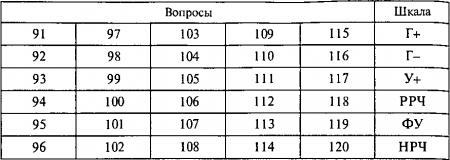 Вопросы Шкала
91 97 103 109 115 Г+
92 98 104 110 116 Г–
93 99 105 111 117 У+
94 100 106 112 118 РРЧ
95 101 107 113 119 ФУ
96 102 108 114 120 НРЧ